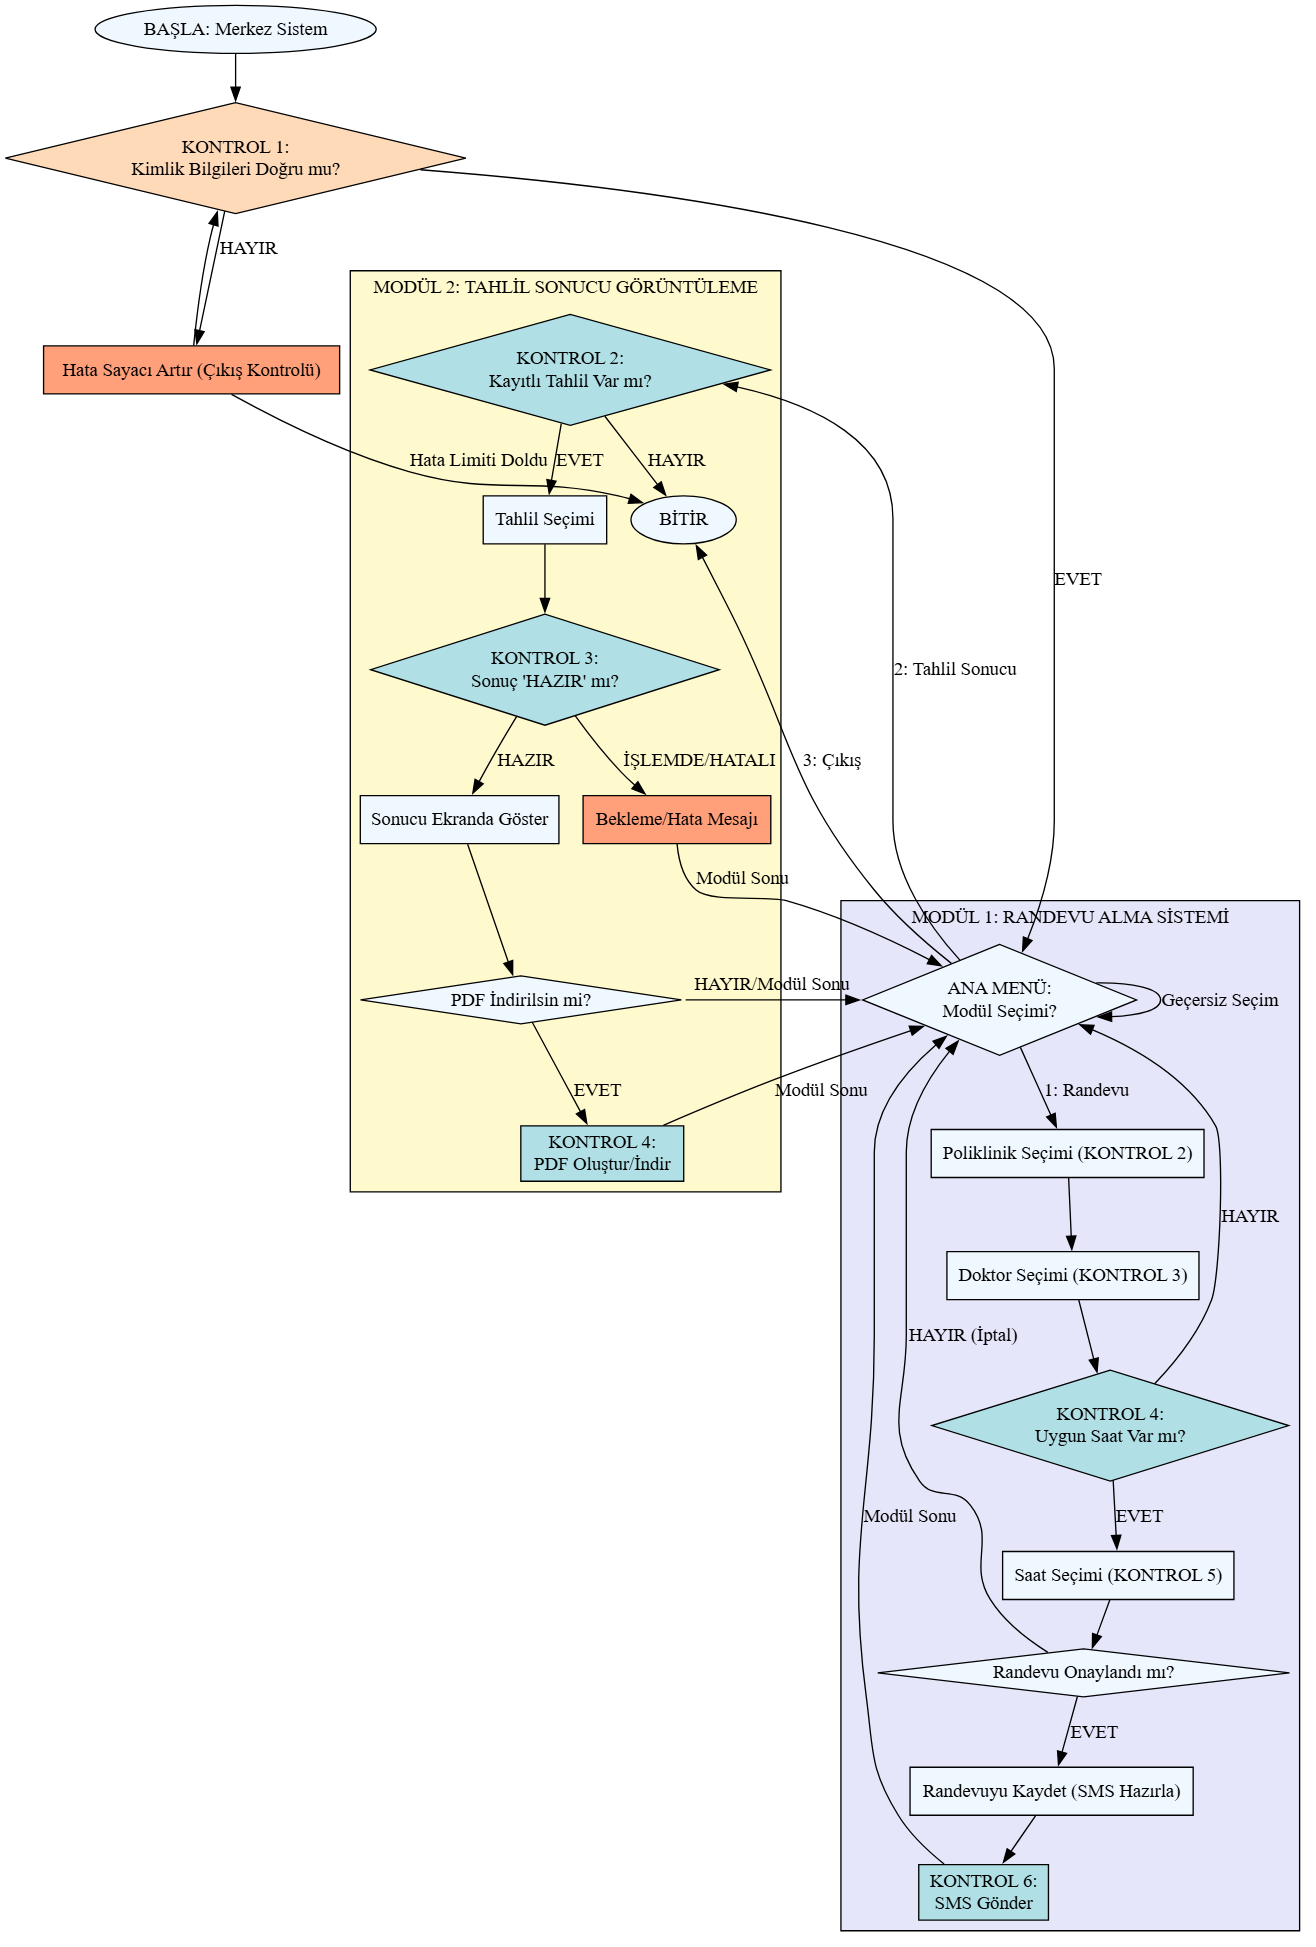 BAŞLA: Merkez Sistem
KONTROL 1:
Kimlik Bilgileri Doğru mu?
HAYIR
Hata Sayacı Artır (Çıkış Kontrolü)
MODÜL 2: TAHLİL SONUCU GÖRÜNTÜLEME
KONTROL 2:
Kayıtlı Tahlil Var mı?
Hata Limiti Doldu
EVET
HAYIR
Tahlil Seçimi
BİTİR
EVET
KONTROL 3:
Sonuç 'HAZIR' mı?
2: Tahlil Sonucu
HAZIR
İŞLEMDE/HATALI
3: Çıkış
Sonucu Ekranda Göster
Bekleme/Hata Mesajı
Modül Sonu
MODÜL 1: RANDEVU ALMA SİSTEMİ
PDF İndirilsin mi?
HAYIR/Modül Sonu
ANA MENÜ:
Modül Seçimi?
Geçersiz Seçim
EVET
Modül Sonu
1: Randevu
KONTROL 4:
PDF Oluştur/İndir
Poliklinik Seçimi (KONTROL 2)
HAYIR
Doktor Seçimi (KONTROL 3)
HAYIR (İptal)
KONTROL 4:
Uygun Saat Var mı?
Modül Sonu
EVET
Saat Seçimi (KONTROL 5)
Randevu Onaylandı mı?
EVET
Randevuyu Kaydet (SMS Hazırla)
KONTROL 6:
SMS Gönder